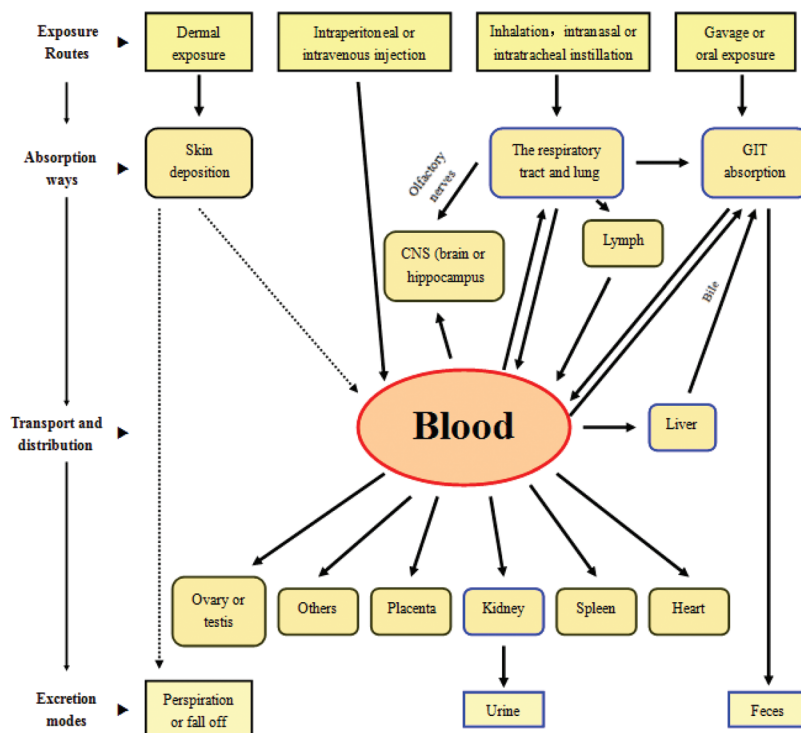 Exposure
Routes
Dermal
exposure
Intraperitoneal or
intravenous injection
Inhalation, intranasal or
intratracheal instillation
Gavage or
oral exposure
Absorption
ways
Skin
deposition
Olfactory
nerves
The respiratory
tract and lung
GIT
absorption
CNS (brain or
hippocampus
Lymph
Bile
Transport and
distribution
Blood
Liver
Ovary or
testis
Others
Placenta
Kidney
Spleen
Heart
Excretion
modes
Perspiration
or fall off
Urine
Feces